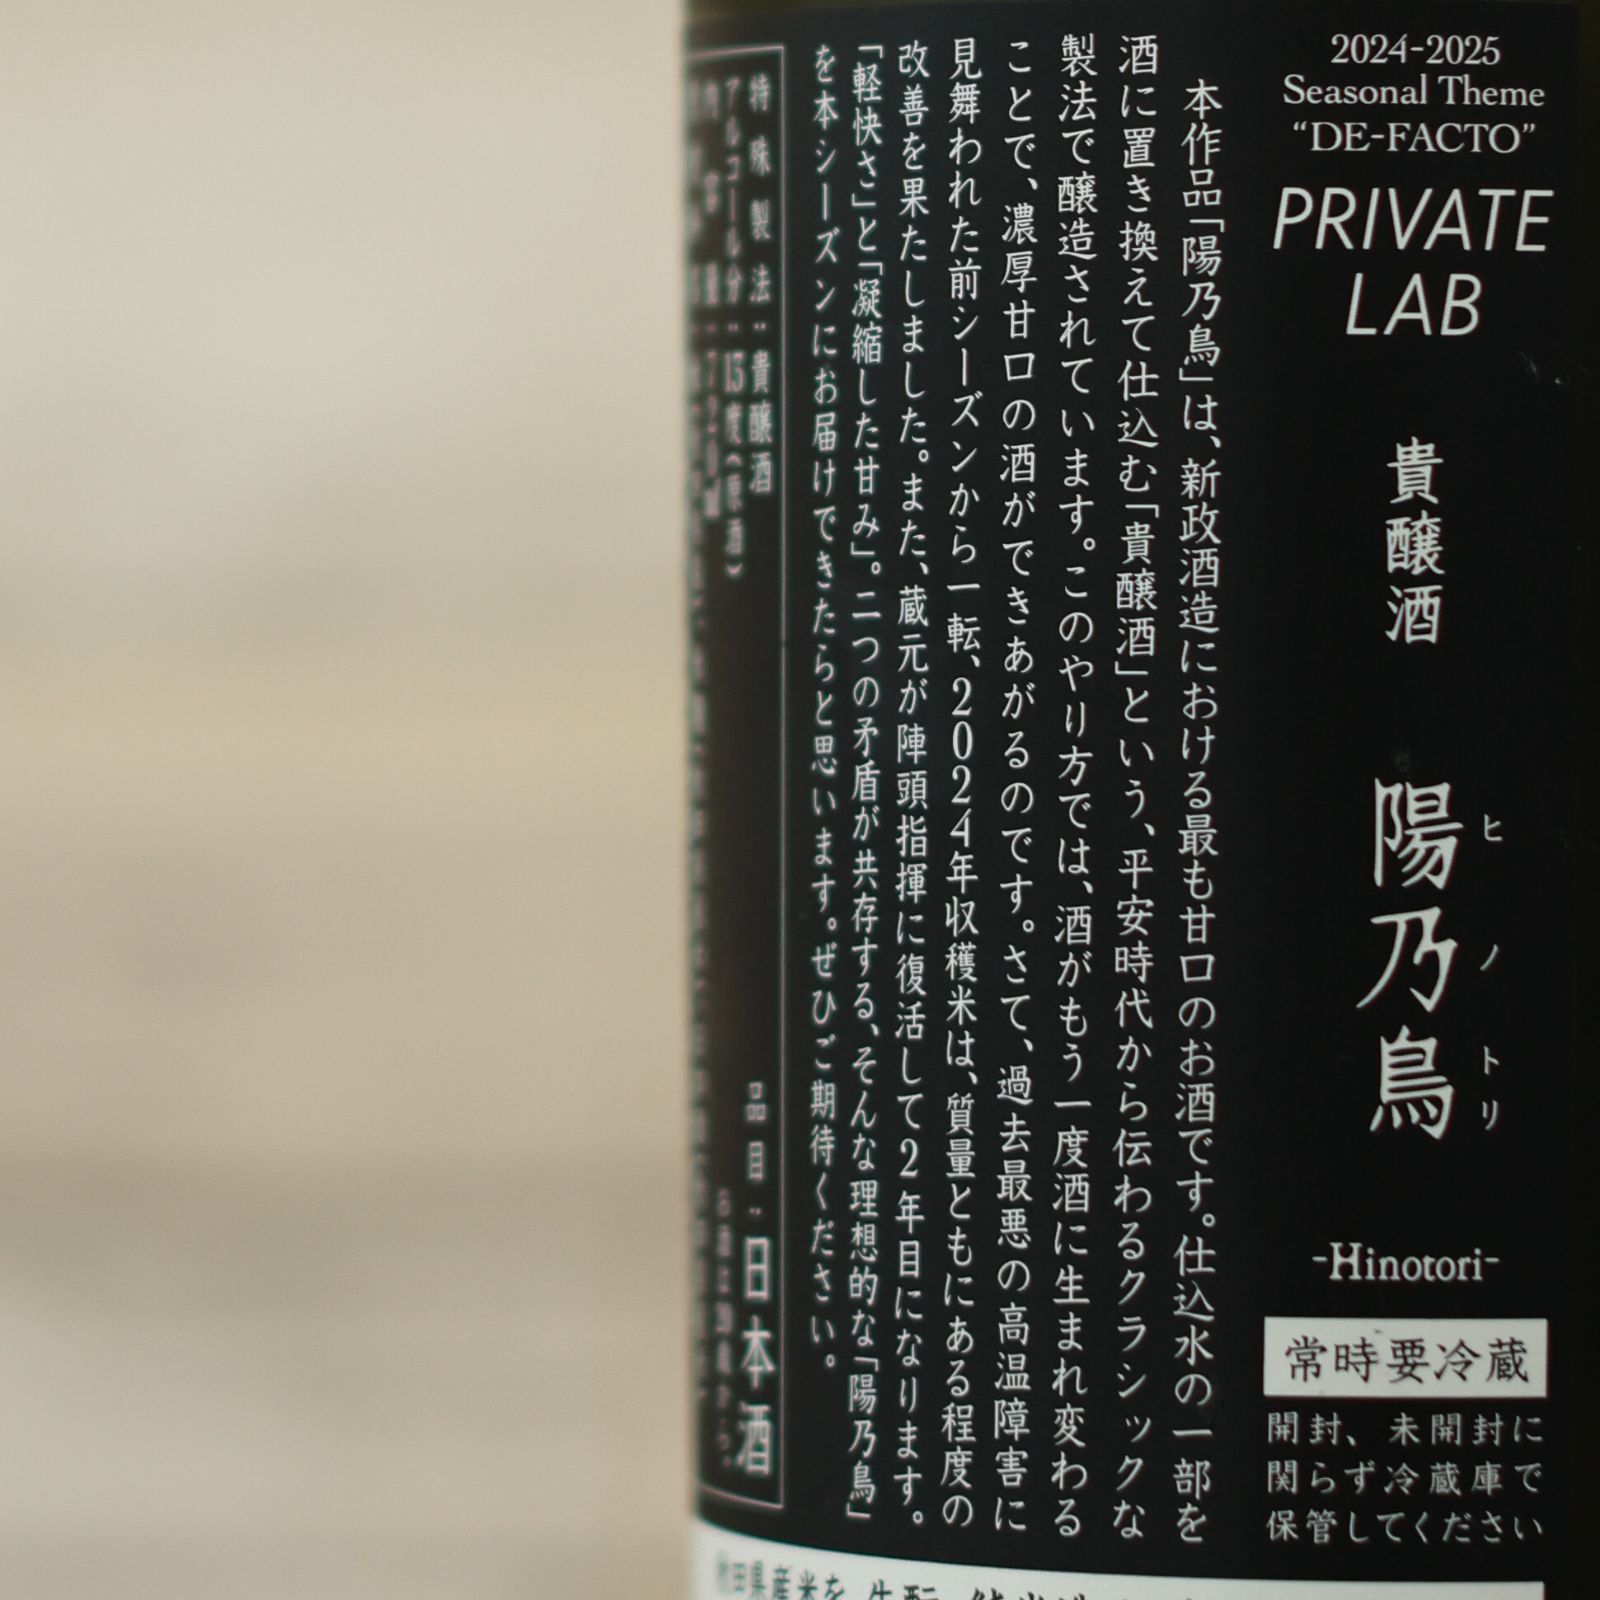 2024-2025
Seasonal Theme
“DE-FACTO”
PRIVATE
LAB
貴醸酒
陽乃鳥
ヒノトリ
-Hinotori-
常時要冷蔵
開封、未開封に
関らず冷蔵庫で
保管してください
本作品「陽乃鳥」は、新政酒造における最も甘口のお酒です。仕込水の一部を
酒に置き換えて仕込む「貴醸酒」という、平安時代から伝わるクラシックな
製法で醸造されています。このやり方では、酒がもう一度酒に生まれ変わる
ことで、濃厚甘口の酒ができあがるのです。さて、過去最悪の高温障害に
見舞われた前シーズンから一転、2024年収穫米は、質量ともにある程度の
改善を果たしました。また、蔵元が陣頭指揮に復活して2年目になります。
「軽快さ」と「凝縮した甘み」。二つの矛盾が共存する、そんな理想的な「陽乃鳥」
を本シーズンにお届けできたらと思います。ぜひご期待ください。
特殊製法:貴醸酒 品目:日本酒
アルコール分:13度(原酒)
内容量:720ml
秋田県産米を